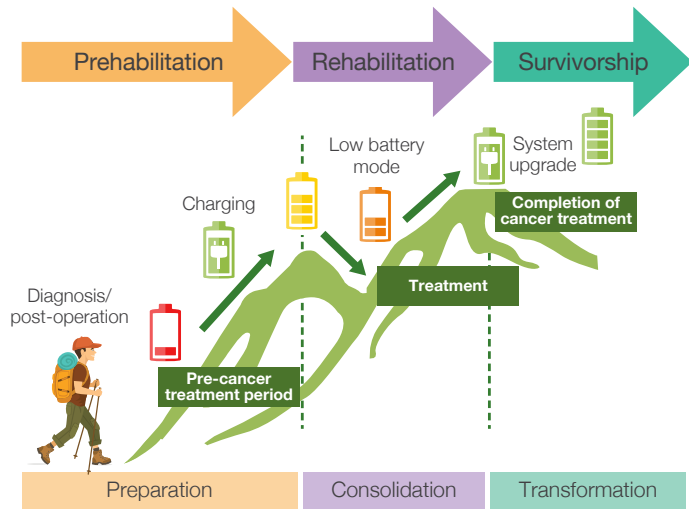 Prehabilitation
Rehabilitation
Survivorship
Low battery
mode
System
upgrade
Charging
Completion of
cancer treatment
Diagnosis/
post-operation
Treatment
Pre-cancer
treatment period
Preparation
Consolidation
Transformation